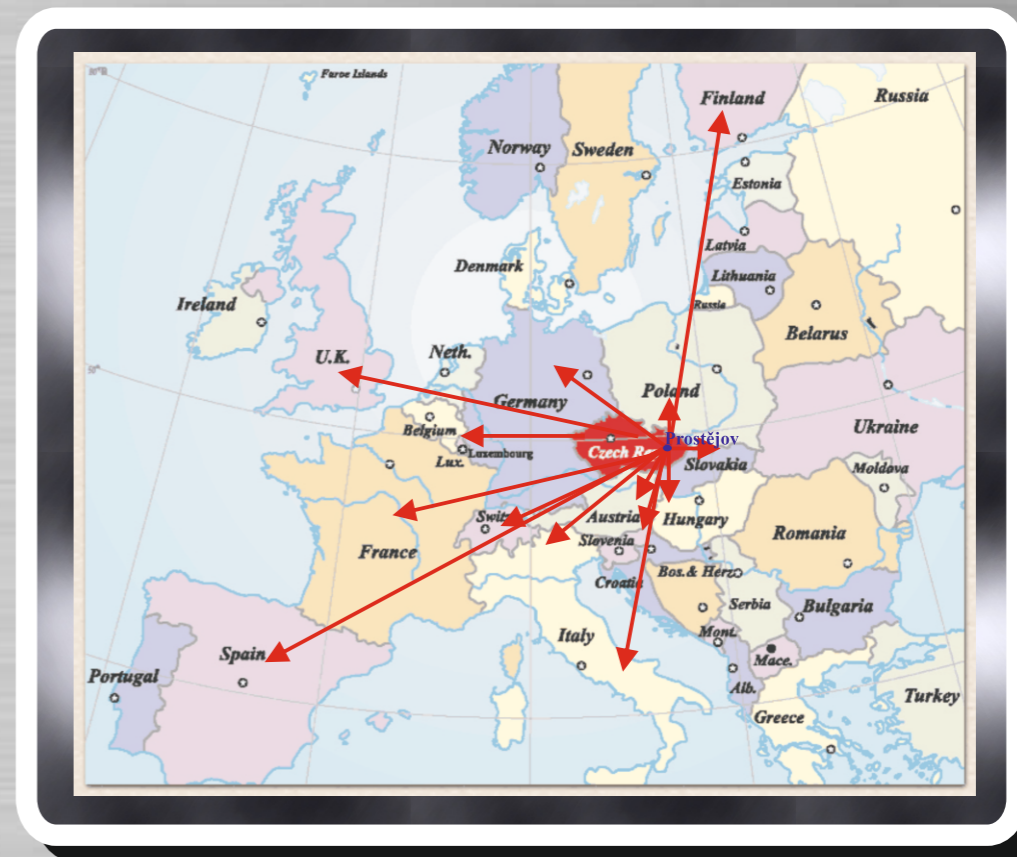 Faroe Islands
Finland
Russia
Norway
Sweden
Estonia
Latvia
Denmark
Lithuania
Ireland
Russia
Belarus
U.K.
Neth.
Germany
Poland
Belgium
Prostějov
Ukraine
Czech Re
Luxembourg
Lux.
Slovakia
Moldova
Switz
Austria
Hungary
Slovenia
Romania
France
Bos.& Herz
Croatia
Serbia
Bulgaria
Italy
Mont.
Spain
Mace.
Portugal
Alb.
Turkey
Greece